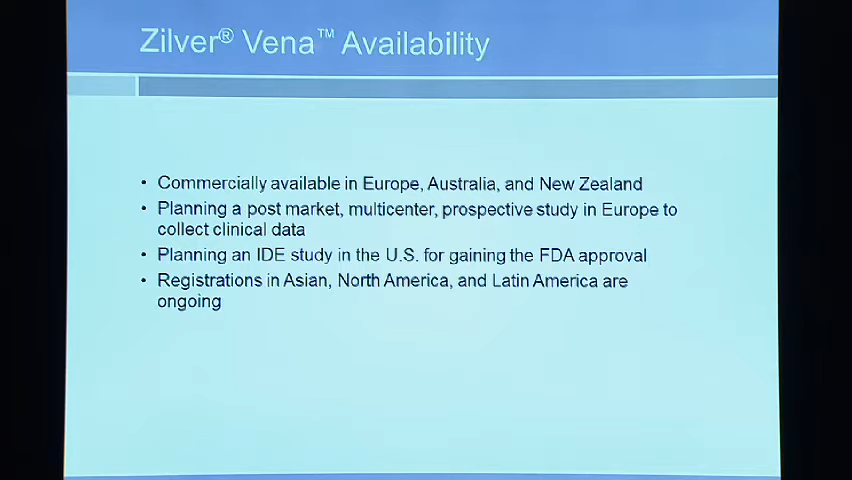 Zilver® Vena™ Availability
• Commercially available in Europe, Australia, and New Zealand
• Planning a post market, multicenter, prospective study in Europe to
collect clinical data
• Planning an IDE study in the U.S. for gaining the FDA approval
• Registrations in Asian, North America, and Latin America are
ongoing